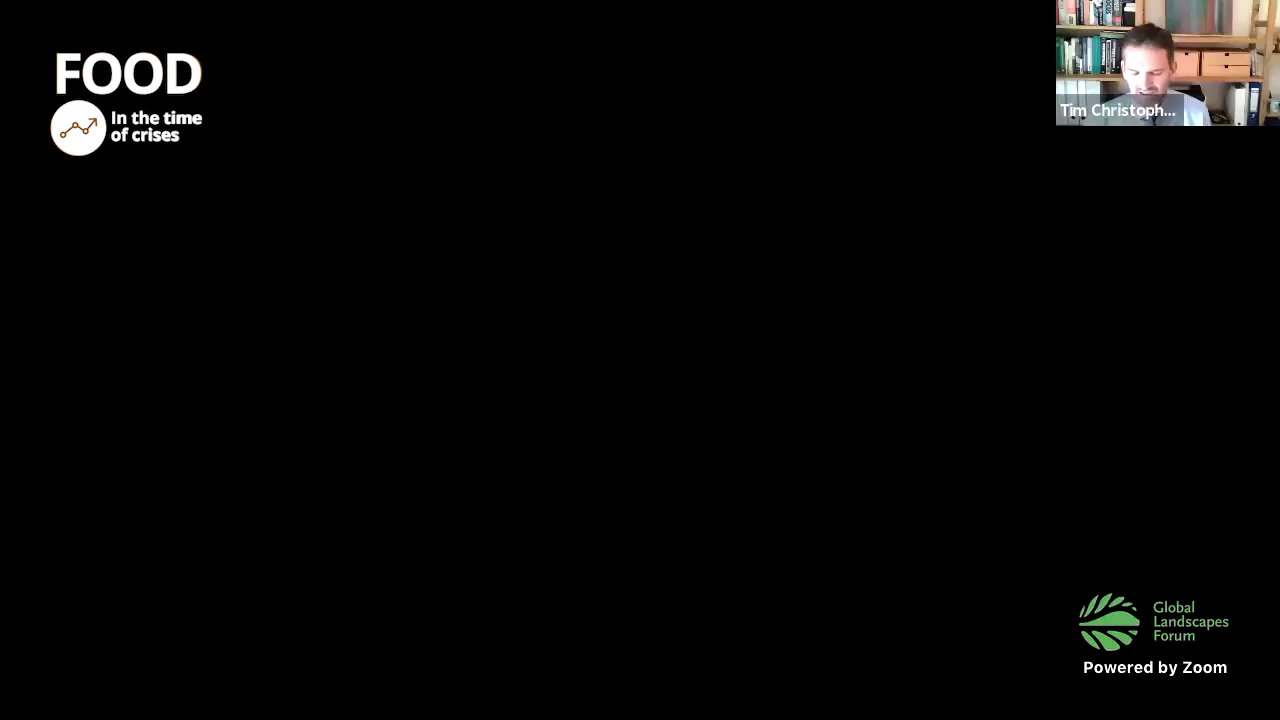 FOOD
In the time
of crises
Tim Christoph...
Global
Landscapes
Forum
Powered by Zoom